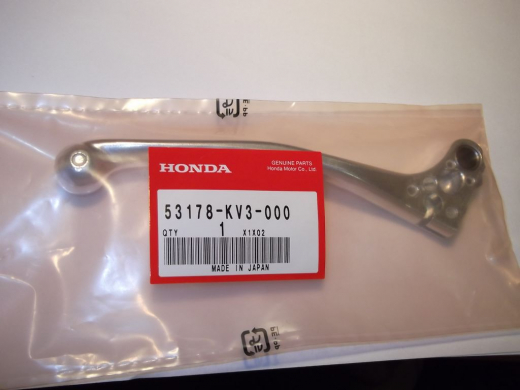 HONDA
GENUINE PARTS
Honda Motor Co., Ltd.
53178-KV3-000
QTY 1 X1X02
MADE IN JAPAN